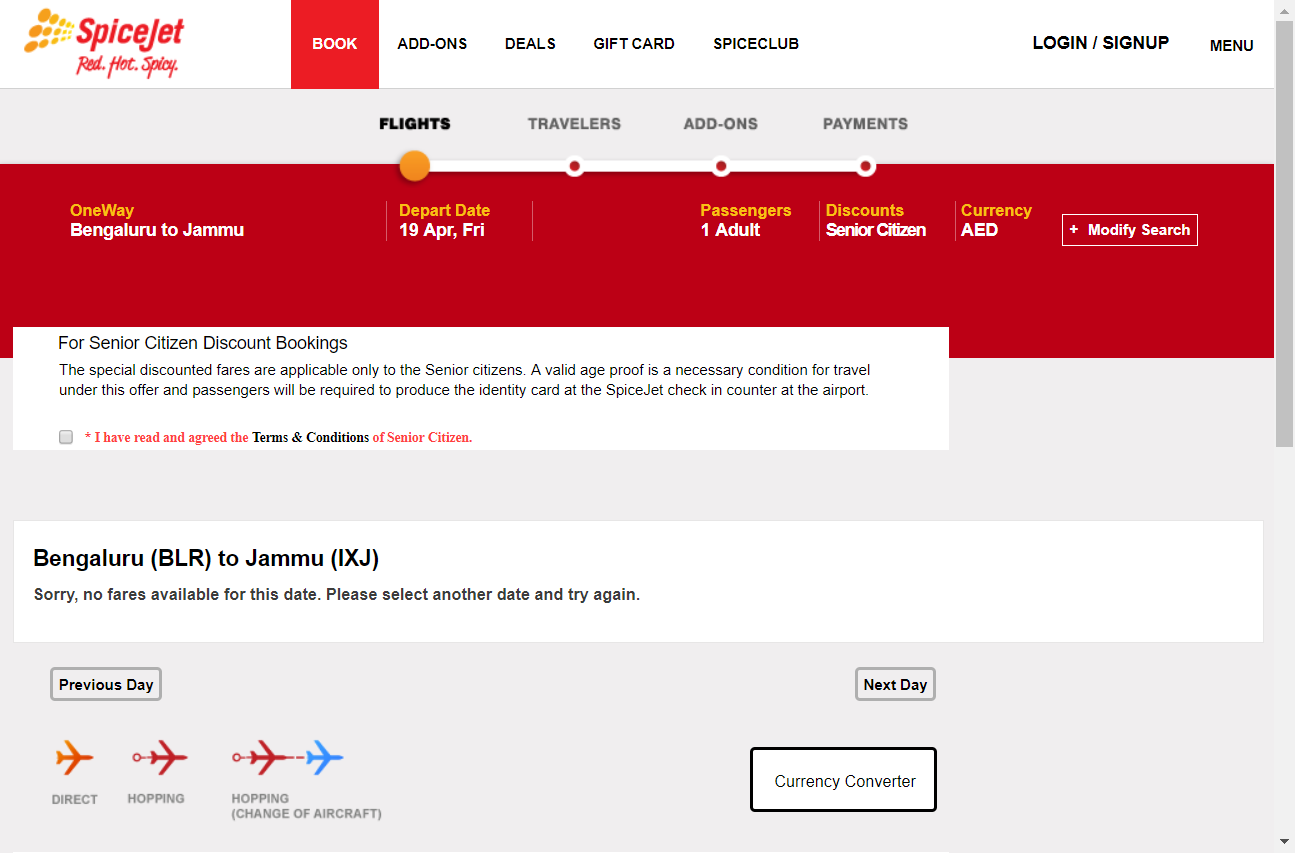 SpiceJet
Red. Hot. Spicy.
BOOK
ADD-ONS
DEALS
GIFT CARD
SPICECLUB
LOGIN / SIGNUP
MENU
FLIGHTS
TRAVELERS
ADD-ONS
PAYMENTS
OneWay
Bengaluru to Jammu
Depart Date
19 Apr, Fri
Passengers
1 Adult
Discounts
Senior Citizen
Currency
AED
+ Modify Search
For Senior Citizen Discount Bookings
The special discounted fares are applicable only to the Senior citizens. A valid age proof is a necessary condition for travel
under this offer and passengers will be required to produce the identity card at the SpiceJet check in counter at the airport.
* I have read and agreed the Terms & Conditions of Senior Citizen.
Bengaluru (BLR) to Jammu (IXJ)
Sorry, no fares available for this date. Please select another date and try again.
Previous Day
Next Day
DIRECT
HOPPING
HOPPING
(CHANGE OF AIRCRAFT)
Currency Converter